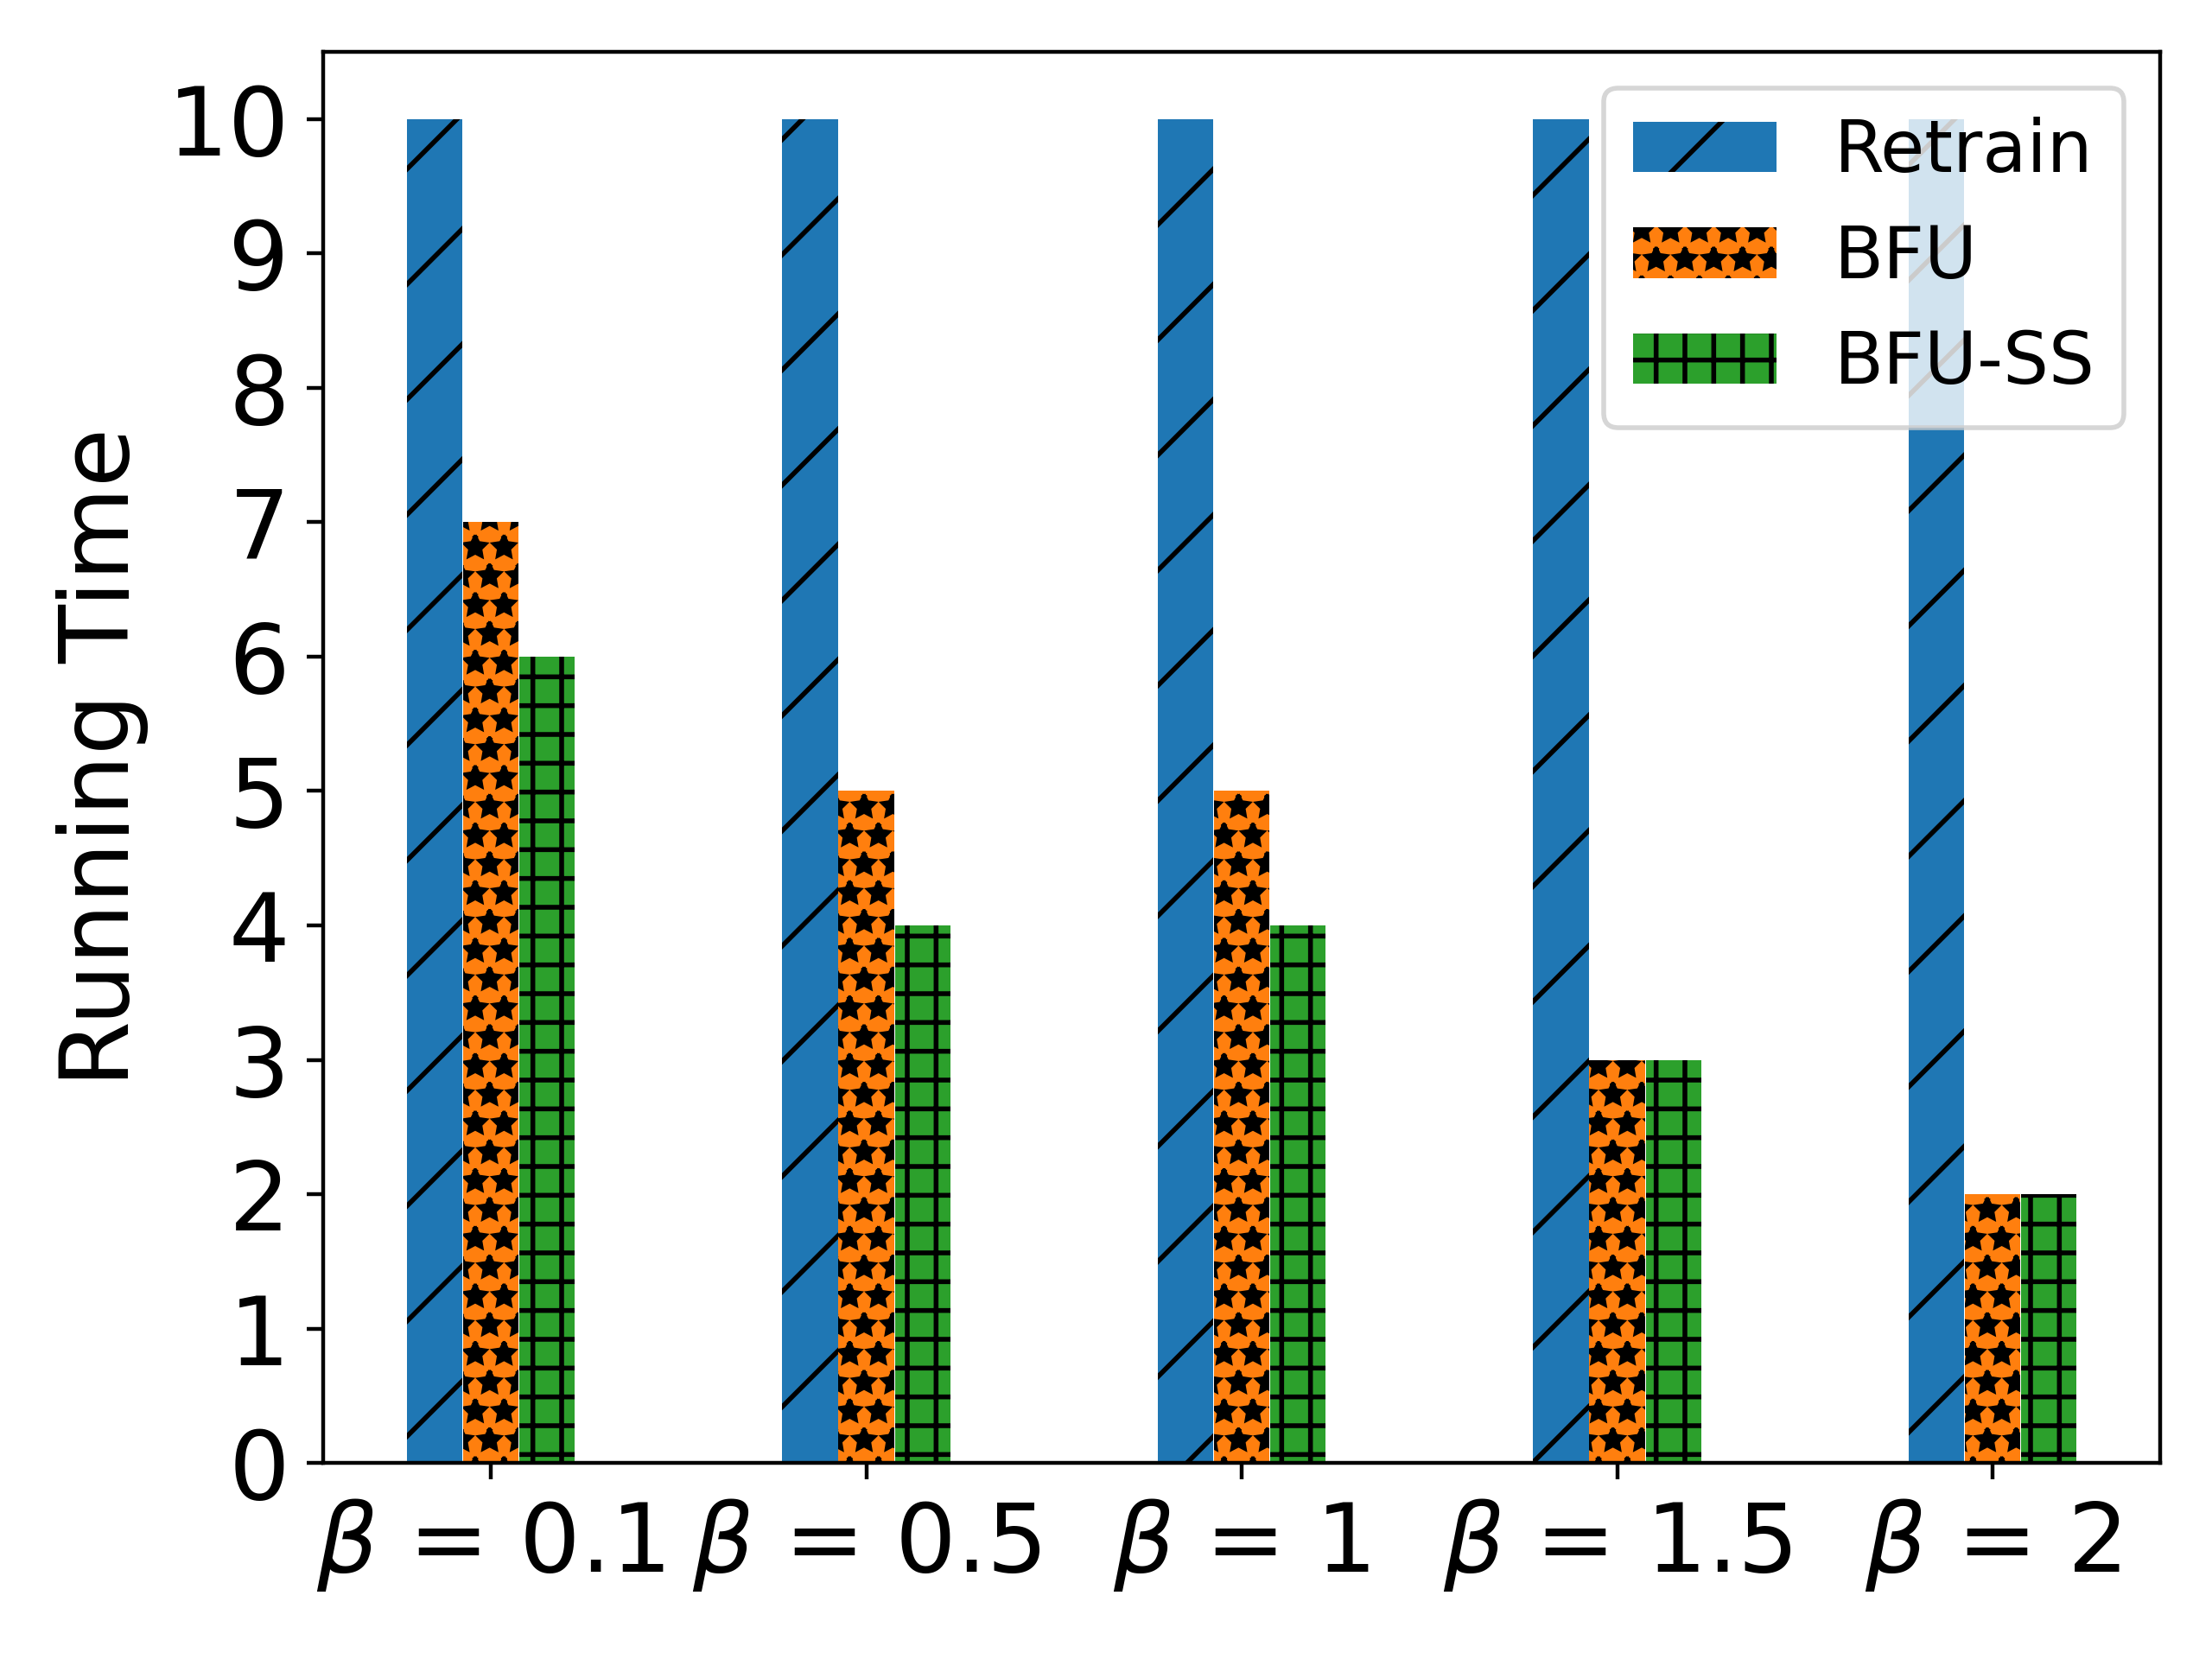 Running Time
10
9
8
7
6
5
4
3
2
1
0
β = 0.1 β = 0.5 β = 1 β = 1.5 β = 2
Retrain
BFU
BFU-SS